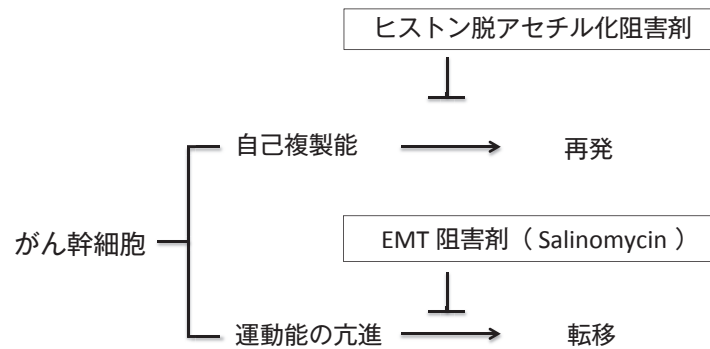 ヒストン脱アセチル化阻害剤
自己複製能
再発
がん幹細胞
EMT 阻害剤（ Salinomycin ）
運動能の亢進
転移